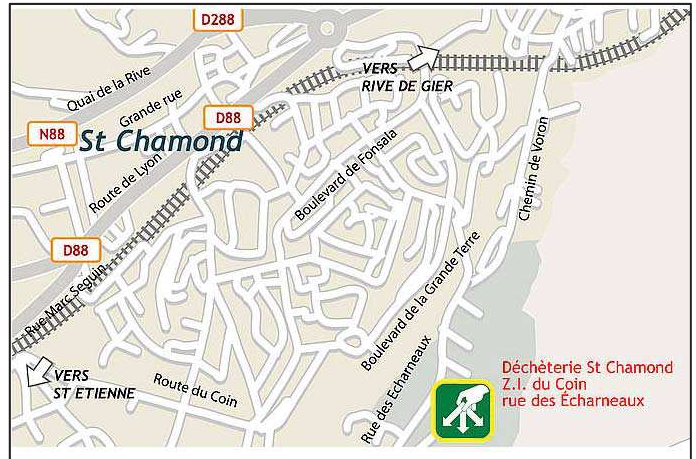 D288
Quai de la Rive
VERS
RIVE DE GIER
Grande rue
D88
N88
St Chamond
Route de Lyon
Boulevard de Fonsala
Chemin de Voron
D88
Rue Marc Seguin
Boulevard de la Grande Terre
VERS
ST ETIENNE
Route du Coin
Rue des Echarneaux
Déchèterie St Chamond
Z.I. du Coin
rue des Écharneaux